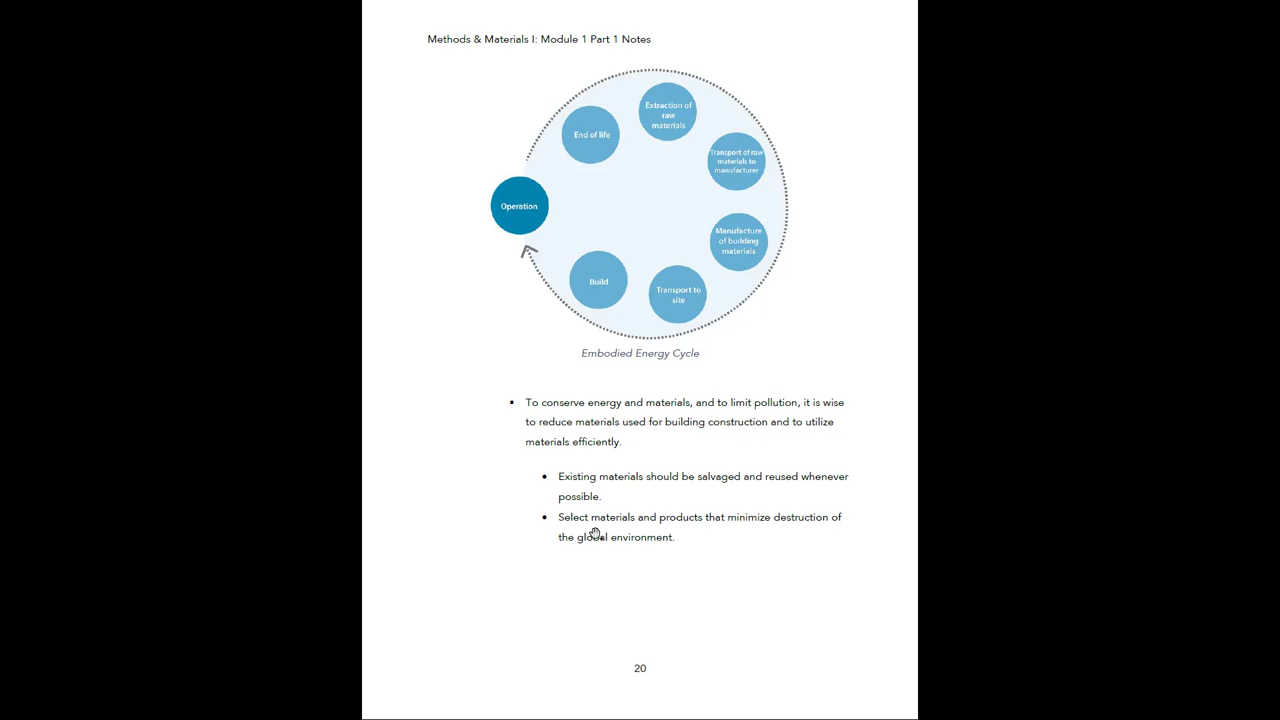 Methods & Materials I: Module 1 Part 1 Notes
Extraction of
raw
materials
End of life
Transport of raw
materials to
manufacturer
Operation
Manufacture
of building
materials
Build
Transport to
site
Embodied Energy Cycle
▪ To conserve energy and materials, and to limit pollution, it is wise
to reduce materials used for building construction and to utilize
materials efficiently.
• Existing materials should be salvaged and reused whenever
possible.
• Select materials and products that minimize destruction of
the global environment.
20